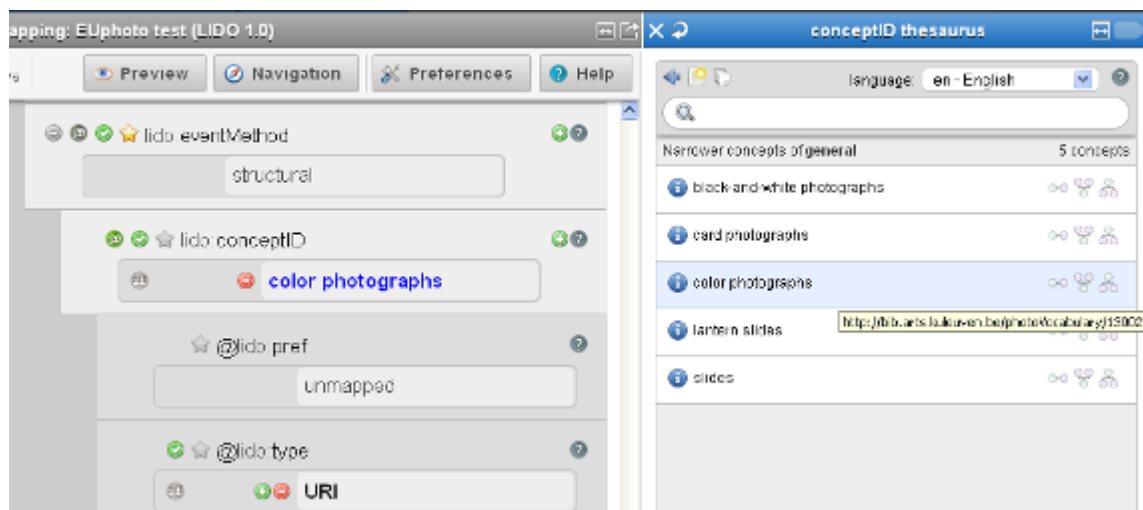 apping: EUphoto test (LIDO 1.0)
Preview Navigation Preferences Help
lido:eventMethod
structural
lido:conceptID
color photographs
@lido:pref
unmapped
@lido:type
URI
conceptID thesaurus
language: en - English
Narrower concepts of general 5 concepts
black-and-white photographs
card photographs
color photographs
lantern slides
slides